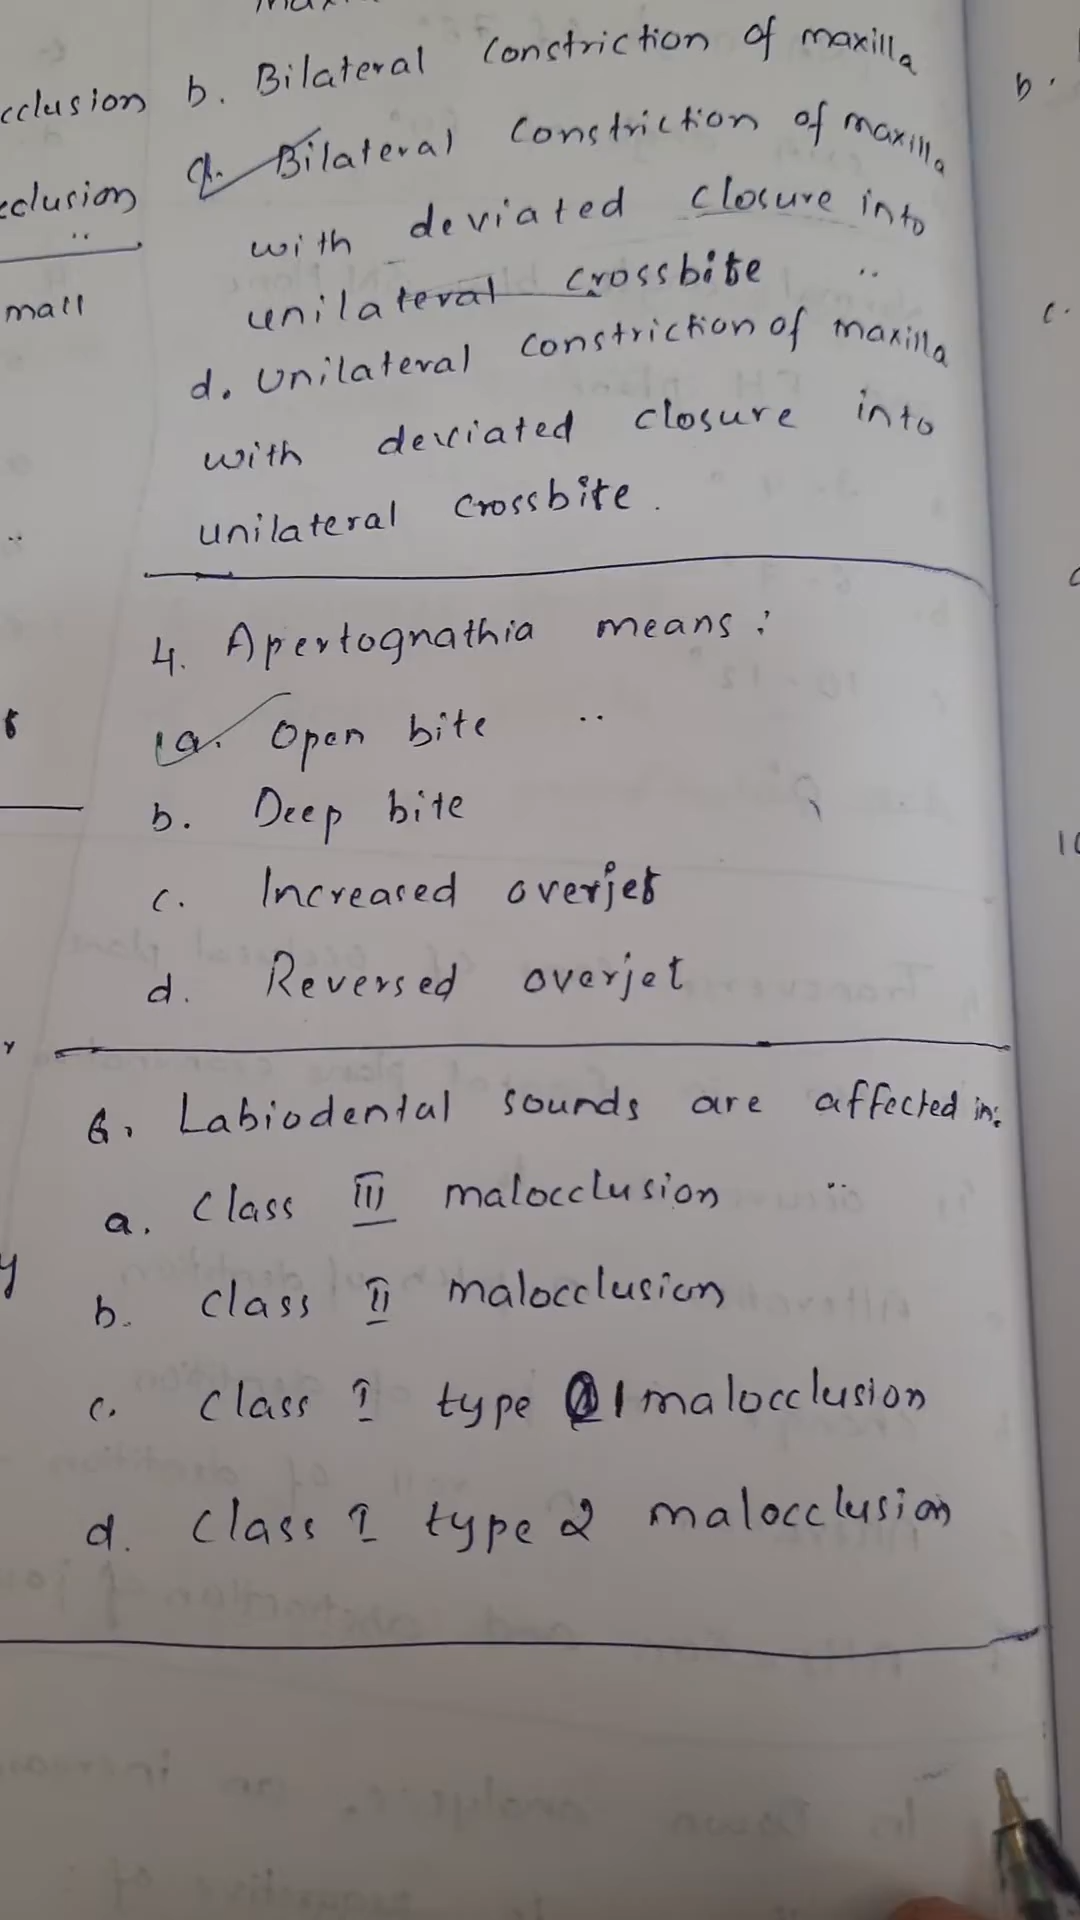 cclusion
eclusion
mall
b. Bilateral constriction of maxilla
c. Bilateral constriction of maxilla
with deviated closure into
unilateral crossbite
d. Unilateral constriction of maxilla
with deviated closure into
unilateral crossbite.
4. Apertognathia means:
a. Open bite
b. Deep bite
c. Increased overjet
d. Reversed overjet
6. Labiodental sounds are affected in:
a. Class III malocclusion
b. Class II malocclusion
c. Class I type 1 malocclusion
d. Class I type 2 malocclusion
y
b.
c.
10